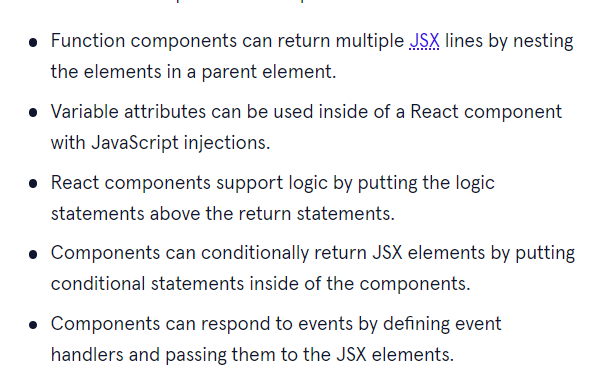 • Function components can return multiple JSX lines by nesting
the elements in a parent element.
• Variable attributes can be used inside of a React component
with JavaScript injections.
• React components support logic by putting the logic
statements above the return statements.
• Components can conditionally return JSX elements by putting
conditional statements inside of the components.
• Components can respond to events by defining event
handlers and passing them to the JSX elements.